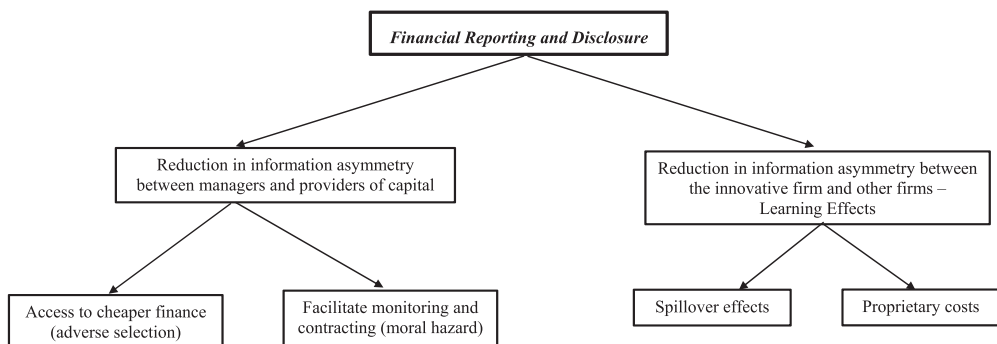 Financial Reporting and Disclosure
Reduction in information asymmetry
between managers and providers of capital
Reduction in information asymmetry between
the innovative firm and other firms –
Learning Effects
Access to cheaper finance
(adverse selection)
Facilitate monitoring and
contracting (moral hazard)
Spillover effects
Proprietary costs